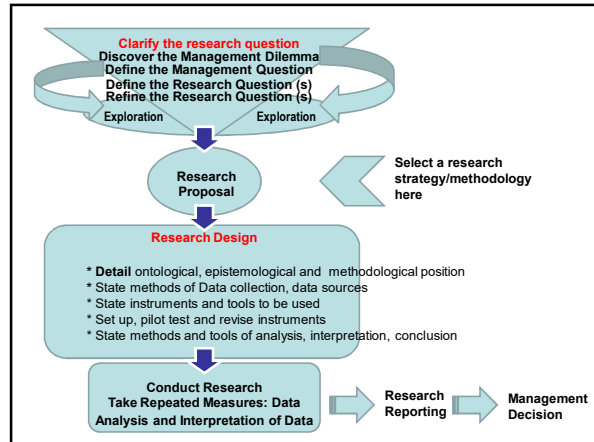 Clarify the research question
Discover the Management Dilemma
Define the Management Question
Define the Research Question (s)
Refine the Research Question (s)
Exploration
Exploration
Research
Proposal
Select a research
strategy/methodology
here
Research Design
* Detail ontological, epistemological and methodological position
* State methods of Data collection, data sources
* State instruments and tools to be used
* Set up, pilot test and revise instruments
* State methods and tools of analysis, interpretation, conclusion
Conduct Research
Take Repeated Measures: Data
Analysis and Interpretation of Data
Research
Reporting
Management
Decision